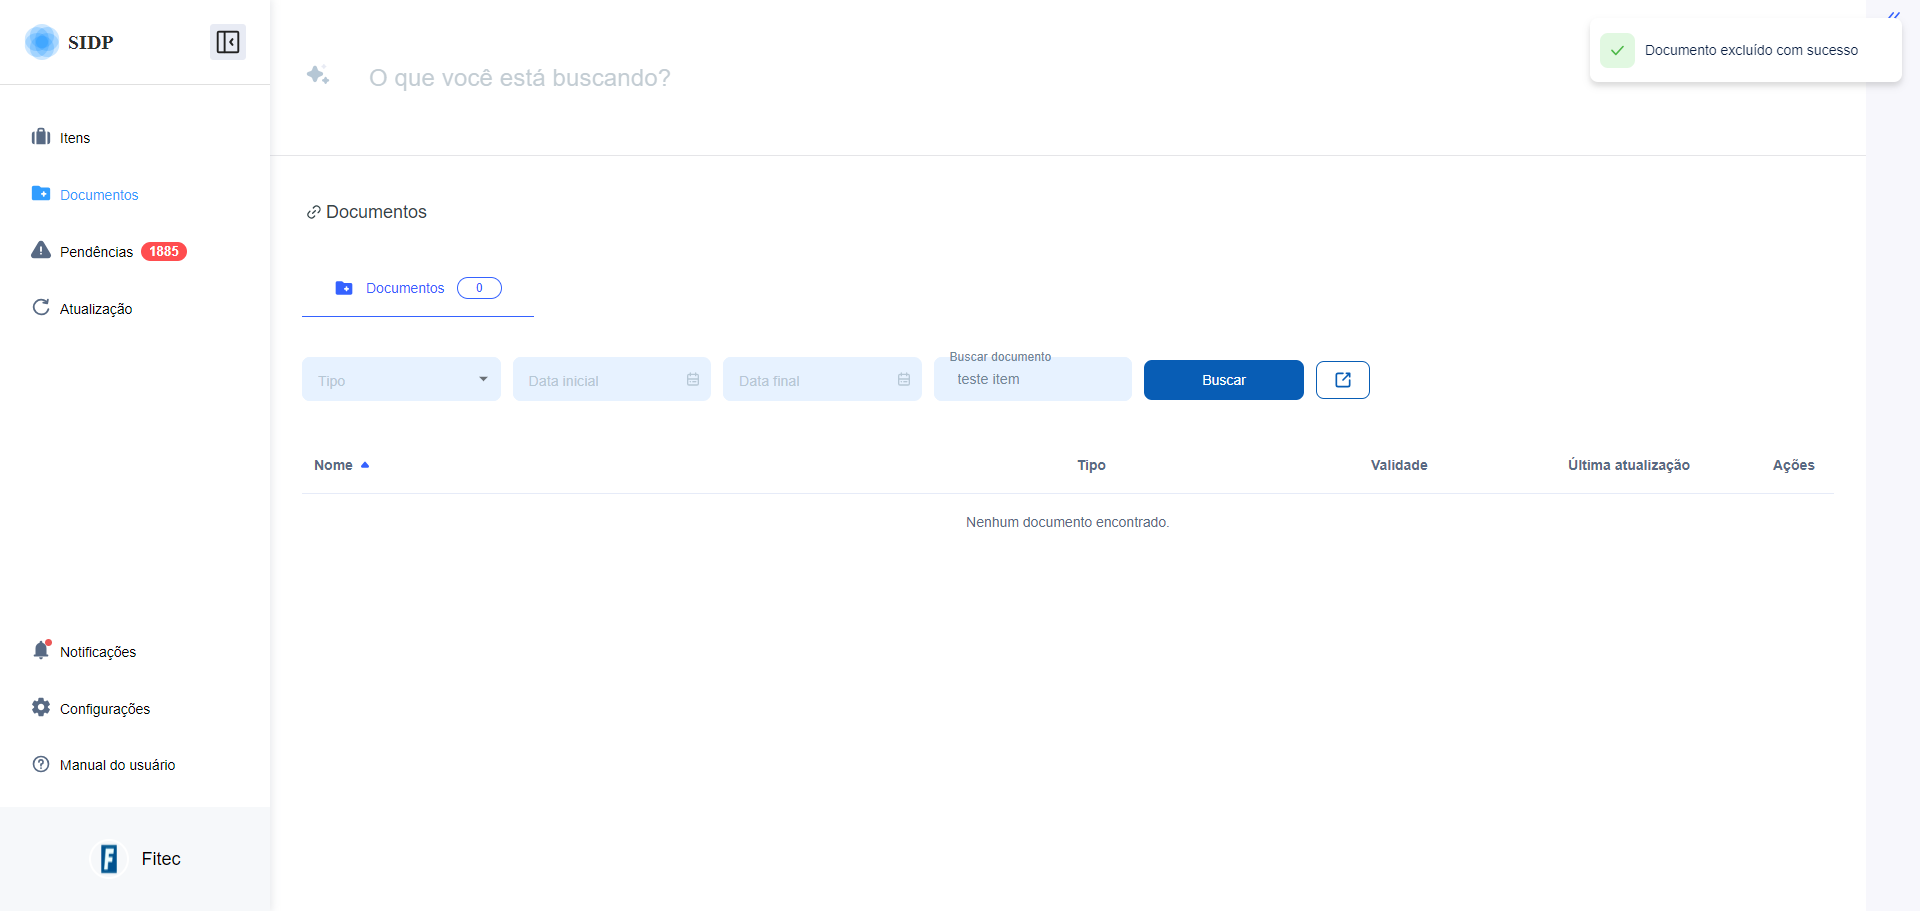 SIDP
Itens
Documentos
Pendências 1885
Atualização
Notificações
Configurações
Manual do usuário
Fitec
O que você está buscando?
Documento excluído com sucesso
Documentos
Documentos 0
Tipo
Data inicial
Data final
Buscar documento
teste item
Buscar
Nome Tipo Validade Última atualização Ações
Nenhum documento encontrado.